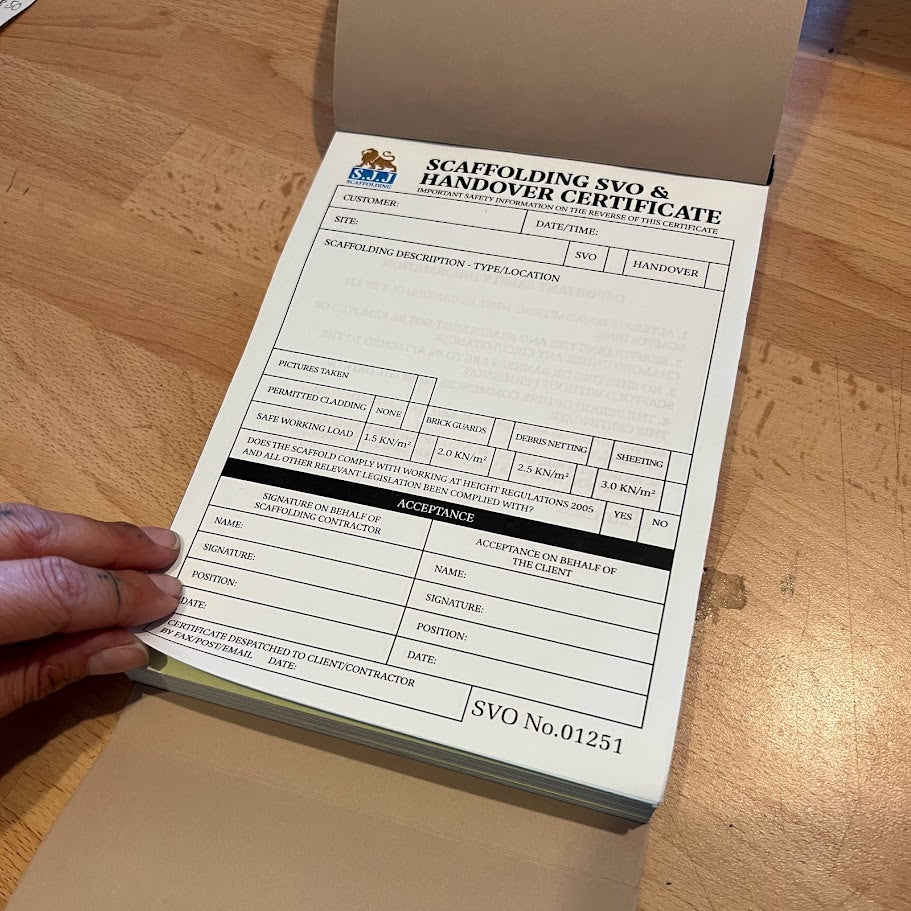 S.J.J
SCAFFOLDING
SCAFFOLDING SVO &
HANDOVER CERTIFICATE
IMPORTANT SAFETY INFORMATION ON THE REVERSE OF THIS CERTIFICATE
CUSTOMER:
DATE/TIME:
SITE:
SVO
HANDOVER
SCAFFOLDING DESCRIPTION - TYPE/LOCATION
PICTURES TAKEN
PERMITTED CLADDING
NONE
BRICK GUARDS
DEBRIS NETTING
SHEETING
SAFE WORKING LOAD
1.5 KN/m²
2.0 KN/m²
2.5 KN/m²
3.0 KN/m²
DOES THE SCAFFOLD COMPLY WITH WORKING AT HEIGHT REGULATIONS 2005
AND ALL OTHER RELEVANT LEGISLATION BEEN COMPLIED WITH?
YES
NO
ACCEPTANCE
SIGNATURE ON BEHALF OF
SCAFFOLDING CONTRACTOR
NAME:
SIGNATURE:
POSITION:
DATE:
ACCEPTANCE ON BEHALF OF
THE CLIENT
NAME:
SIGNATURE:
POSITION:
DATE:
CERTIFICATE DESPATCHED TO CLIENT/CONTRACTOR
BY FAX/POST/EMAIL DATE:
SVO No.01251